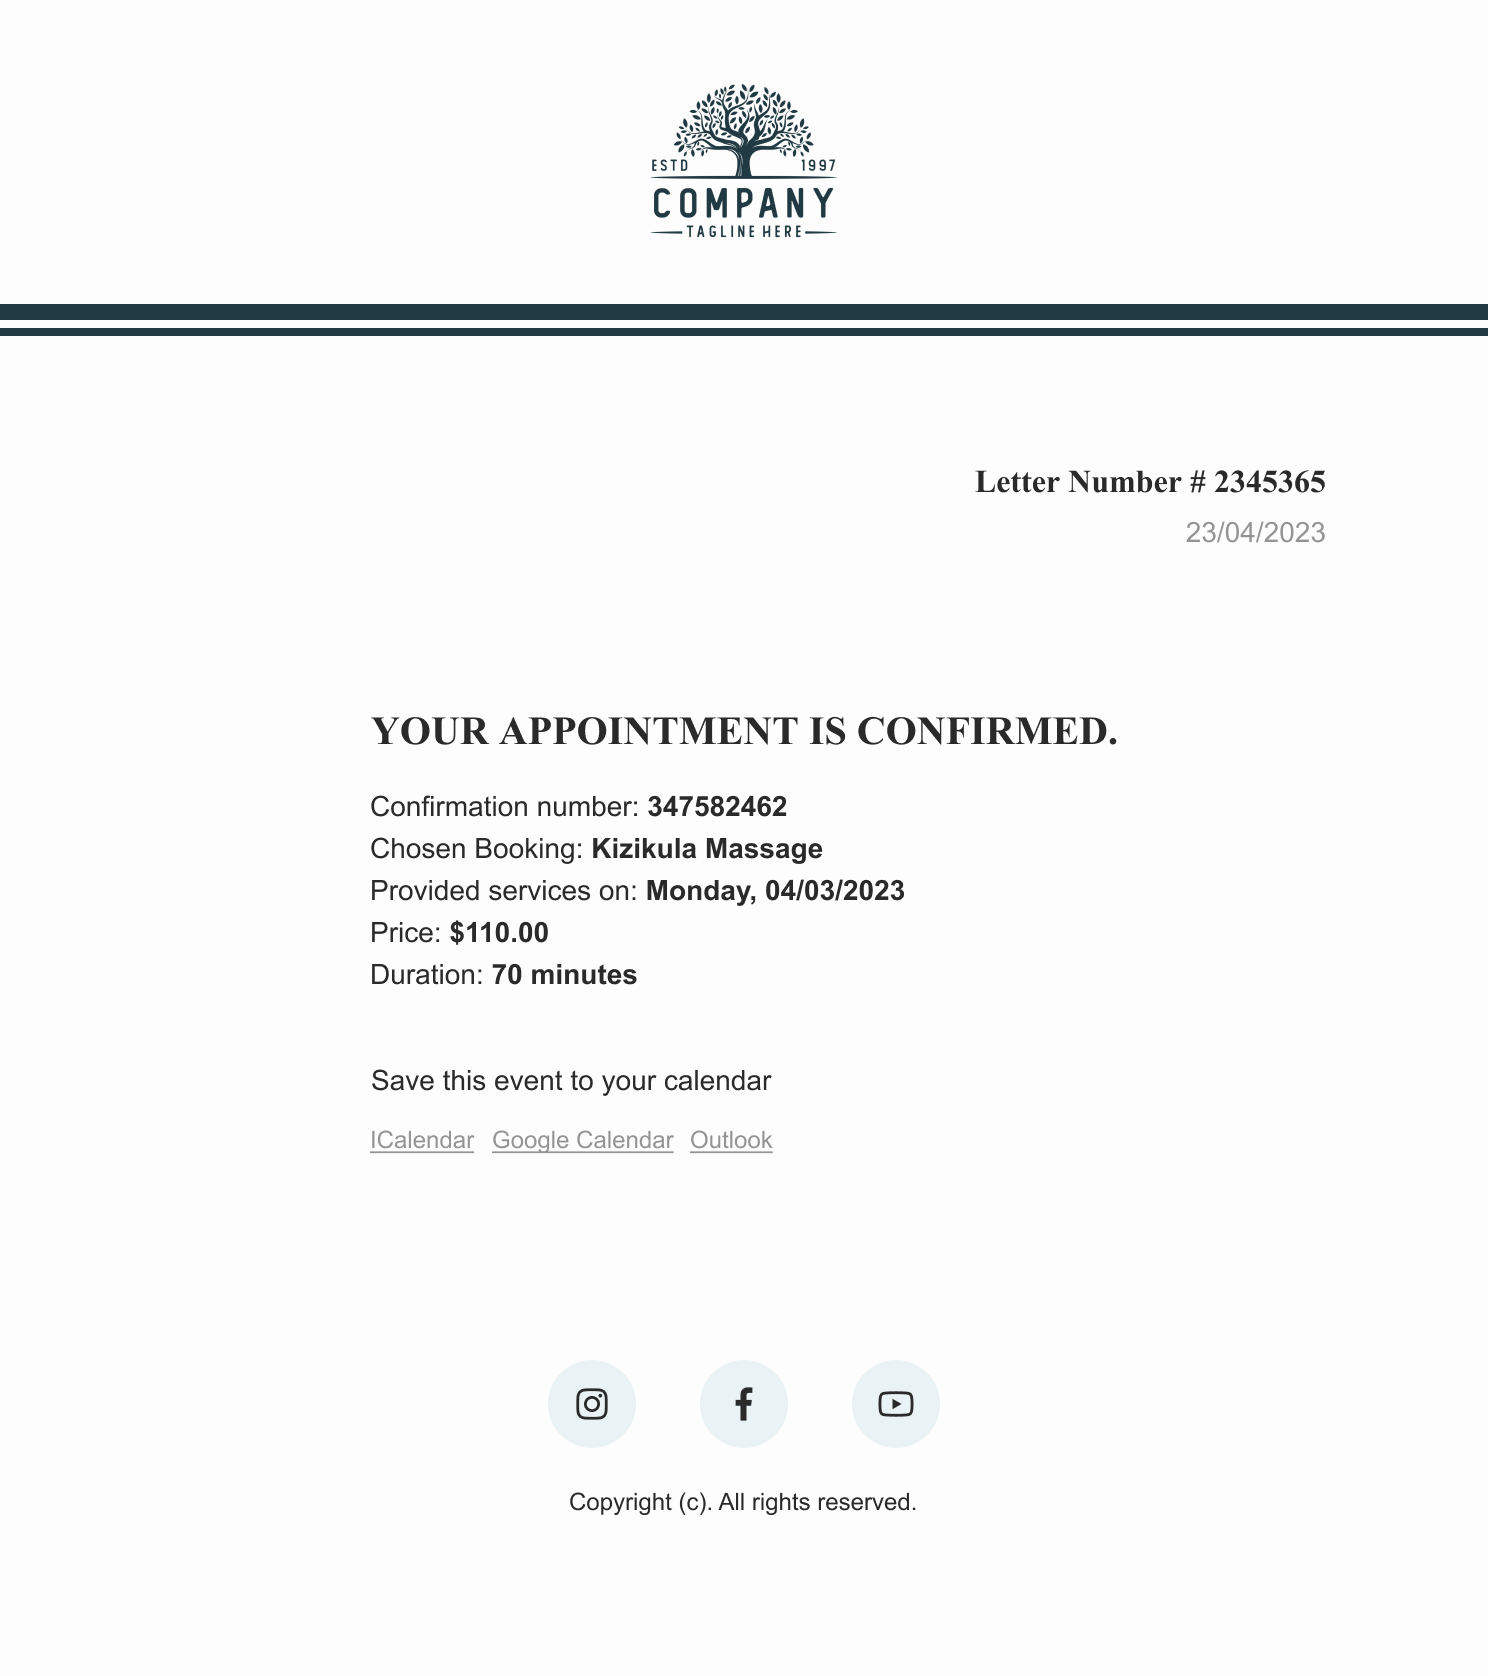 ESTD 1997
COMPANY
TAGLINE HERE
Letter Number # 2345365
23/04/2023
YOUR APPOINTMENT IS CONFIRMED.
Confirmation number: 347582462
Chosen Booking: Kizikula Massage
Provided services on: Monday, 04/03/2023
Price: $110.00
Duration: 70 minutes
Save this event to your calendar
ICalendar Google Calendar Outlook
Copyright (c). All rights reserved.